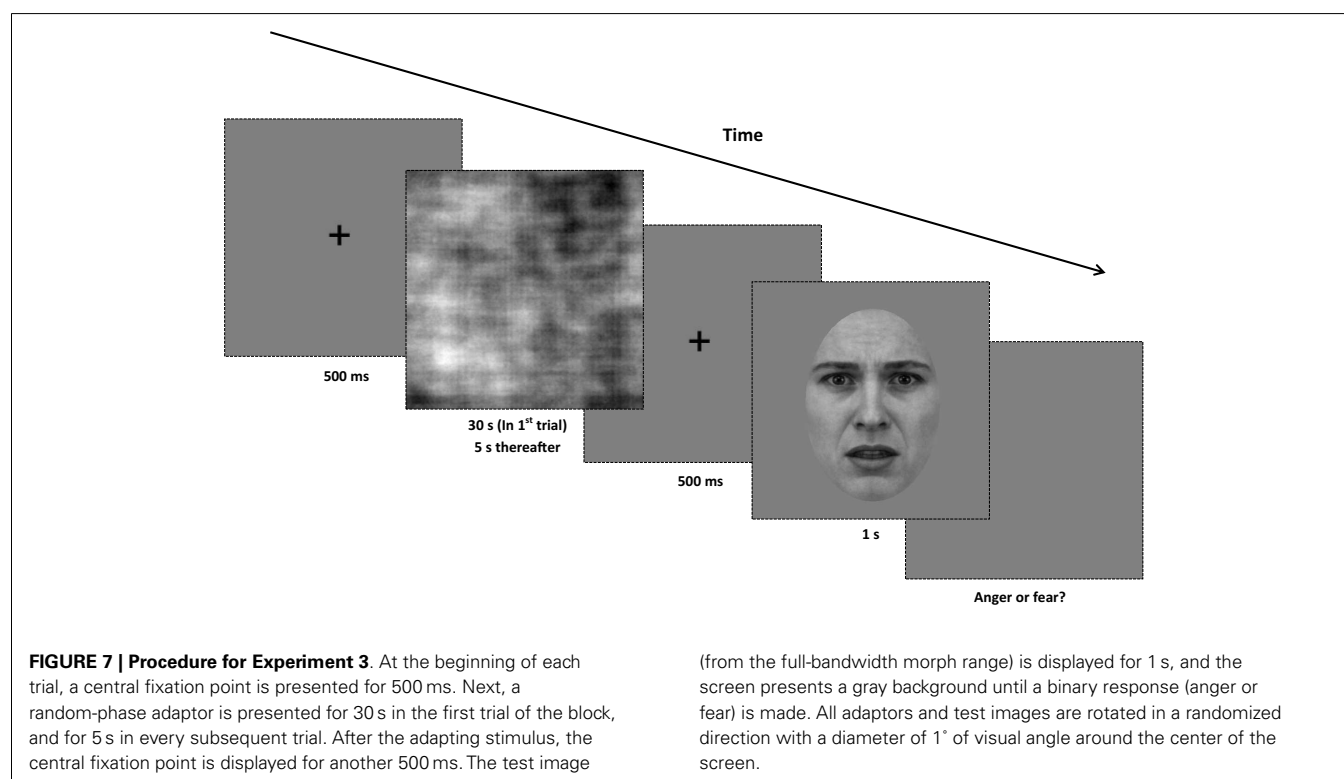 Time
+
500 ms
30 s (In 1st trial)
5 s thereafter
+
500 ms
1 s
Anger or fear?
FIGURE 7 | Procedure for Experiment 3. At the beginning of each
trial, a central fixation point is presented for 500 ms. Next, a
random-phase adaptor is presented for 30 s in the first trial of the block,
and for 5 s in every subsequent trial. After the adapting stimulus, the
central fixation point is displayed for another 500 ms. The test image
(from the full-bandwidth morph range) is displayed for 1 s, and the
screen presents a gray background until a binary response (anger or
fear) is made. All adaptors and test images are rotated in a randomized
direction with a diameter of 1° of visual angle around the center of the
screen.